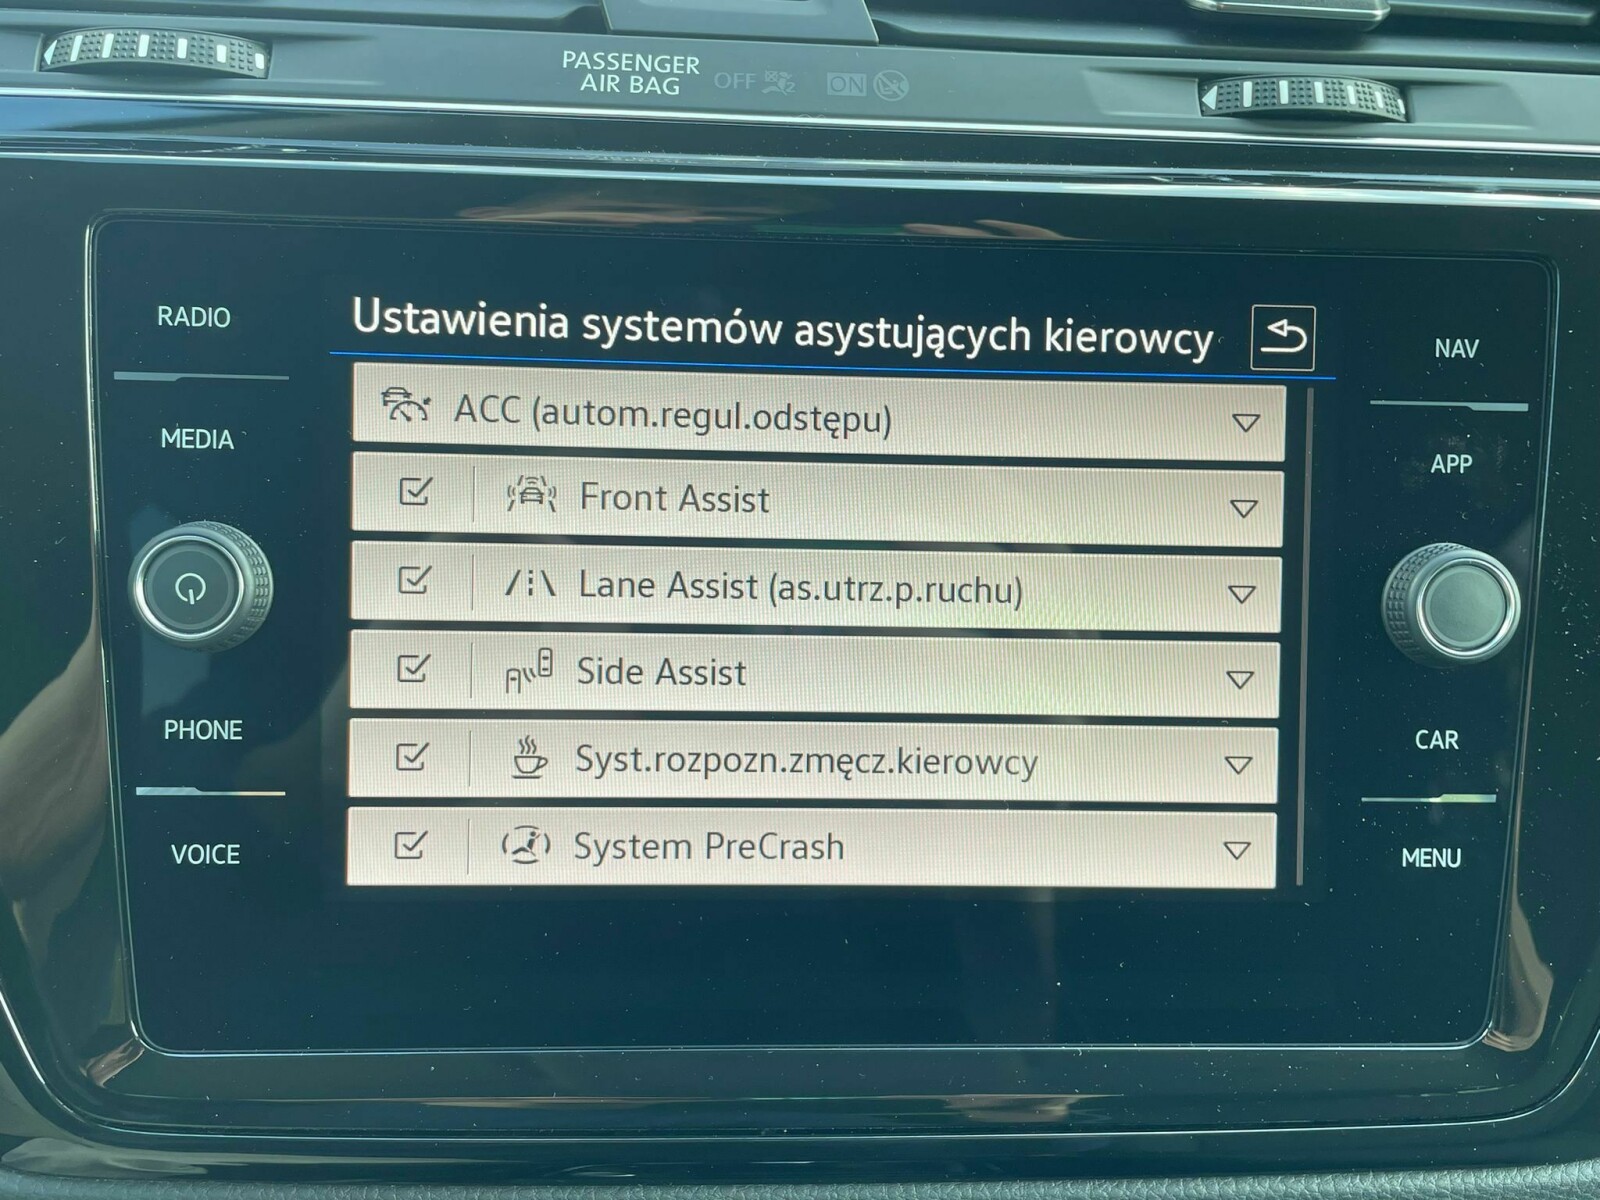 PASSENGER
AIR BAG
OFF
ON
RADIO
MEDIA
PHONE
VOICE
Ustawienia systemów asystujących kierowcy
ACC (autom.regul.odstępu)
Front Assist
Lane Assist (as.utrz.p.ruchu)
Side Assist
Syst.rozpozn.zmęcz.kierowcy
System PreCrash
NAV
APP
CAR
MENU